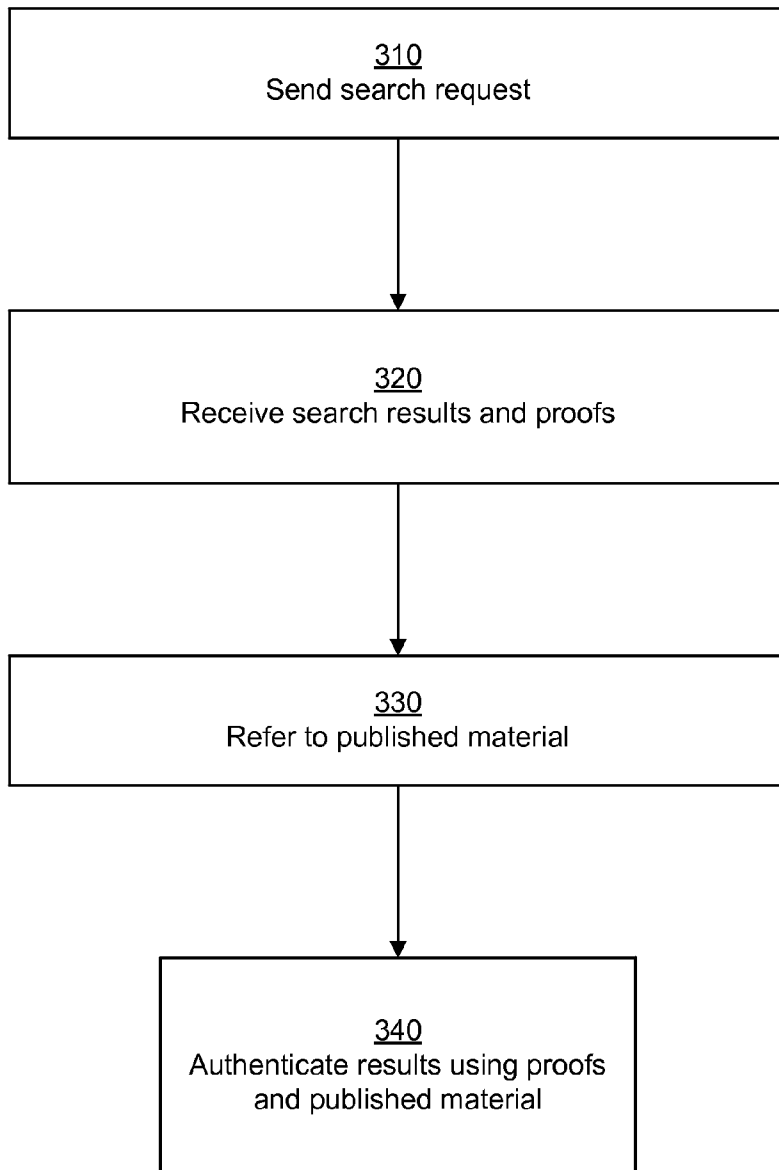 310
Send search request
320
Receive search results and proofs
330
Refer to published material
340
Authenticate results using proofs
and published material